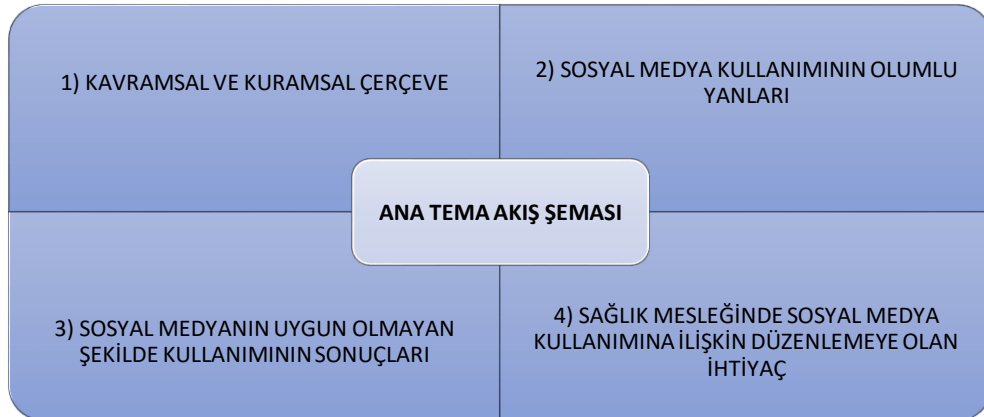 1) KAVRAMSAL VE KURAMSAL ÇERÇEVE
2) SOSYAL MEDYA KULLANIMININ OLUMLU
YANLARI
ANA TEMA AKIŞ ŞEMASI
3) SOSYAL MEDYANIN UYGUN OLMAYAN
ŞEKİLDE KULLANIMININ SONUÇLARI
4) SAĞLIK MESLEĞİNDE SOSYAL MEDYA
KULLANIMINA İLİŞKİN DÜZENLEMEYE OLAN
İHTİYAÇ